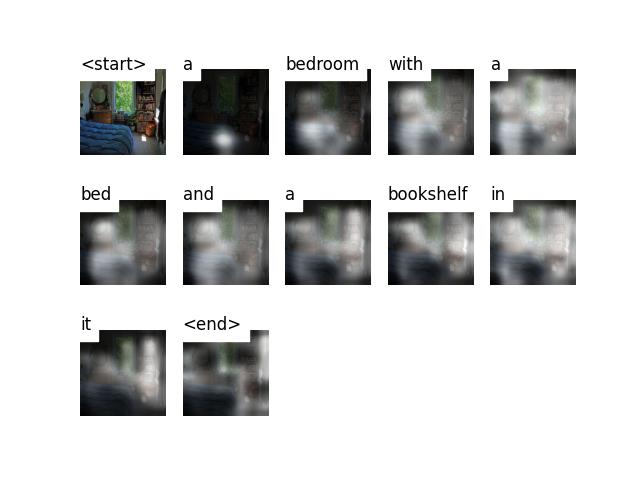 <start> a bedroom with a
bed and a bookshelf in
it <end>